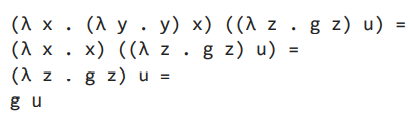 (λ x . (λ y . y) x) ((λ z . g z) u) =
(λ x . x) ((λ z . g z) u) =
(λ z . g z) u =
g u